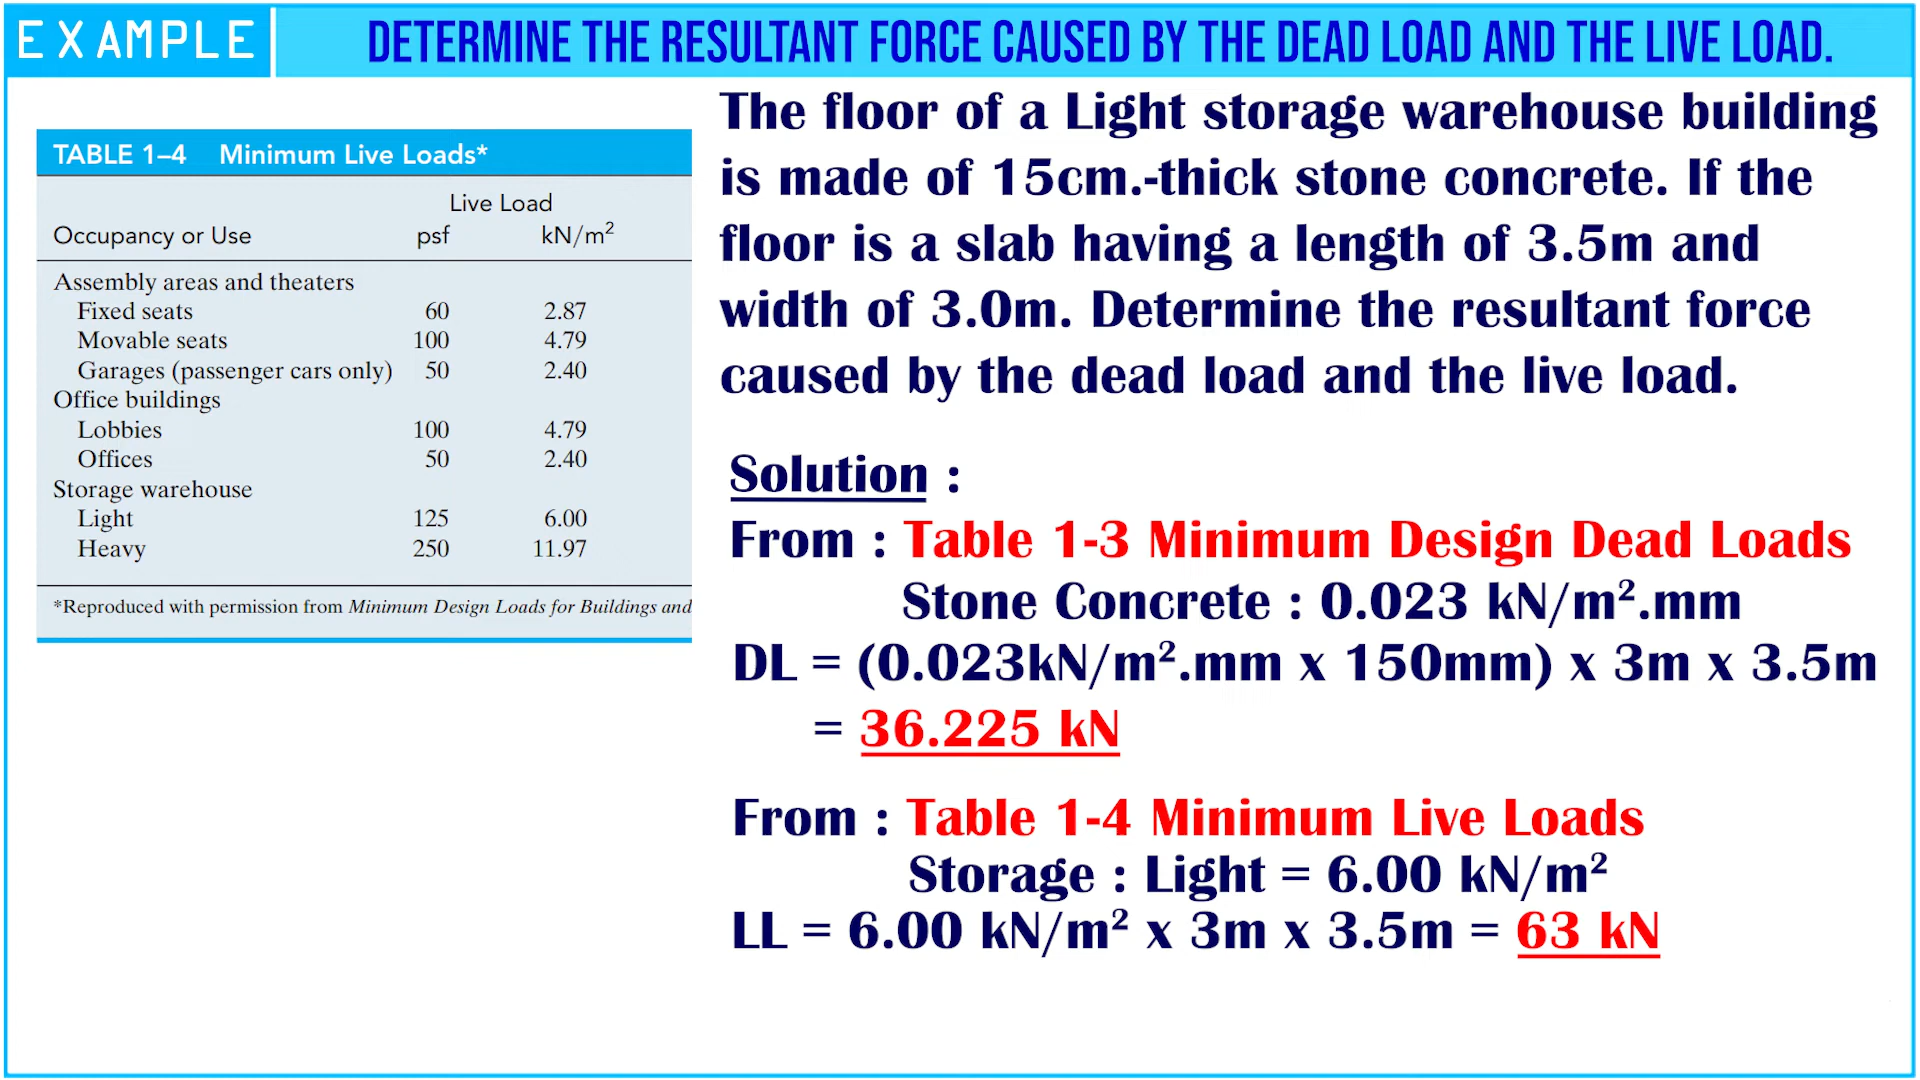 EXAMPLE
DETERMINE THE RESULTANT FORCE CAUSED BY THE DEAD LOAD AND THE LIVE LOAD.
TABLE 1–4 Minimum Live Loads*
Live Load
Occupancy or Use psf kN/m²
Assembly areas and theaters
Fixed seats 60 2.87
Movable seats 100 4.79
Garages (passenger cars only) 50 2.40
Office buildings
Lobbies 100 4.79
Offices 50 2.40
Storage warehouse
Light 125 6.00
Heavy 250 11.97
*Reproduced with permission from Minimum Design Loads for Buildings and
The floor of a Light storage warehouse building
is made of 15cm.-thick stone concrete. If the
floor is a slab having a length of 3.5m and
width of 3.0m. Determine the resultant force
caused by the dead load and the live load.
Solution :
From : Table 1-3 Minimum Design Dead Loads
Stone Concrete : 0.023 kN/m².mm
DL = (0.023kN/m².mm x 150mm) x 3m x 3.5m
= 36.225 kN
From : Table 1-4 Minimum Live Loads
Storage : Light = 6.00 kN/m²
LL = 6.00 kN/m² x 3m x 3.5m = 63 kN